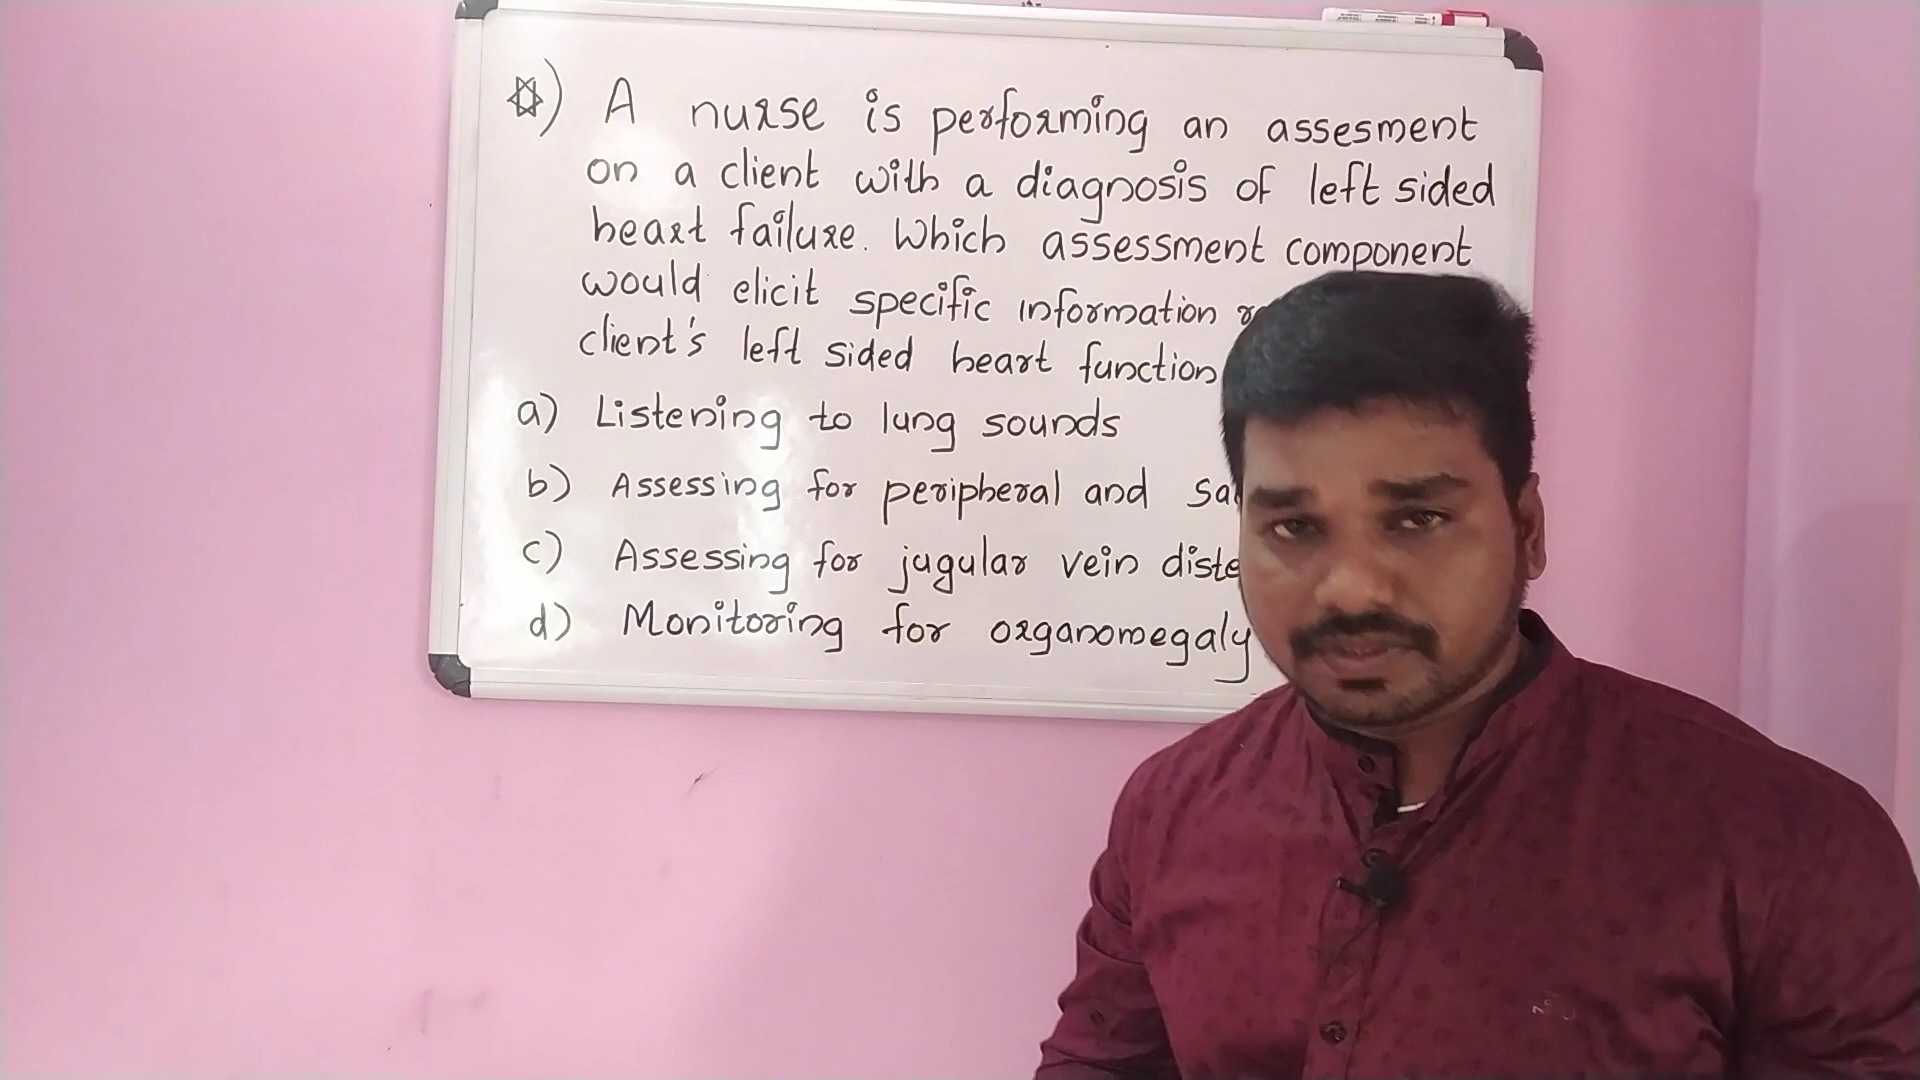 A nurse is performing an assesment
on a client with a diagnosis of left sided
heart failure. Which assessment component
would elicit specific information
client's left sided heart function
a) Listening to lung sounds
b) Assessing for peripheral and
c) Assessing for jugular vein
d) Monitoring for organomegaly